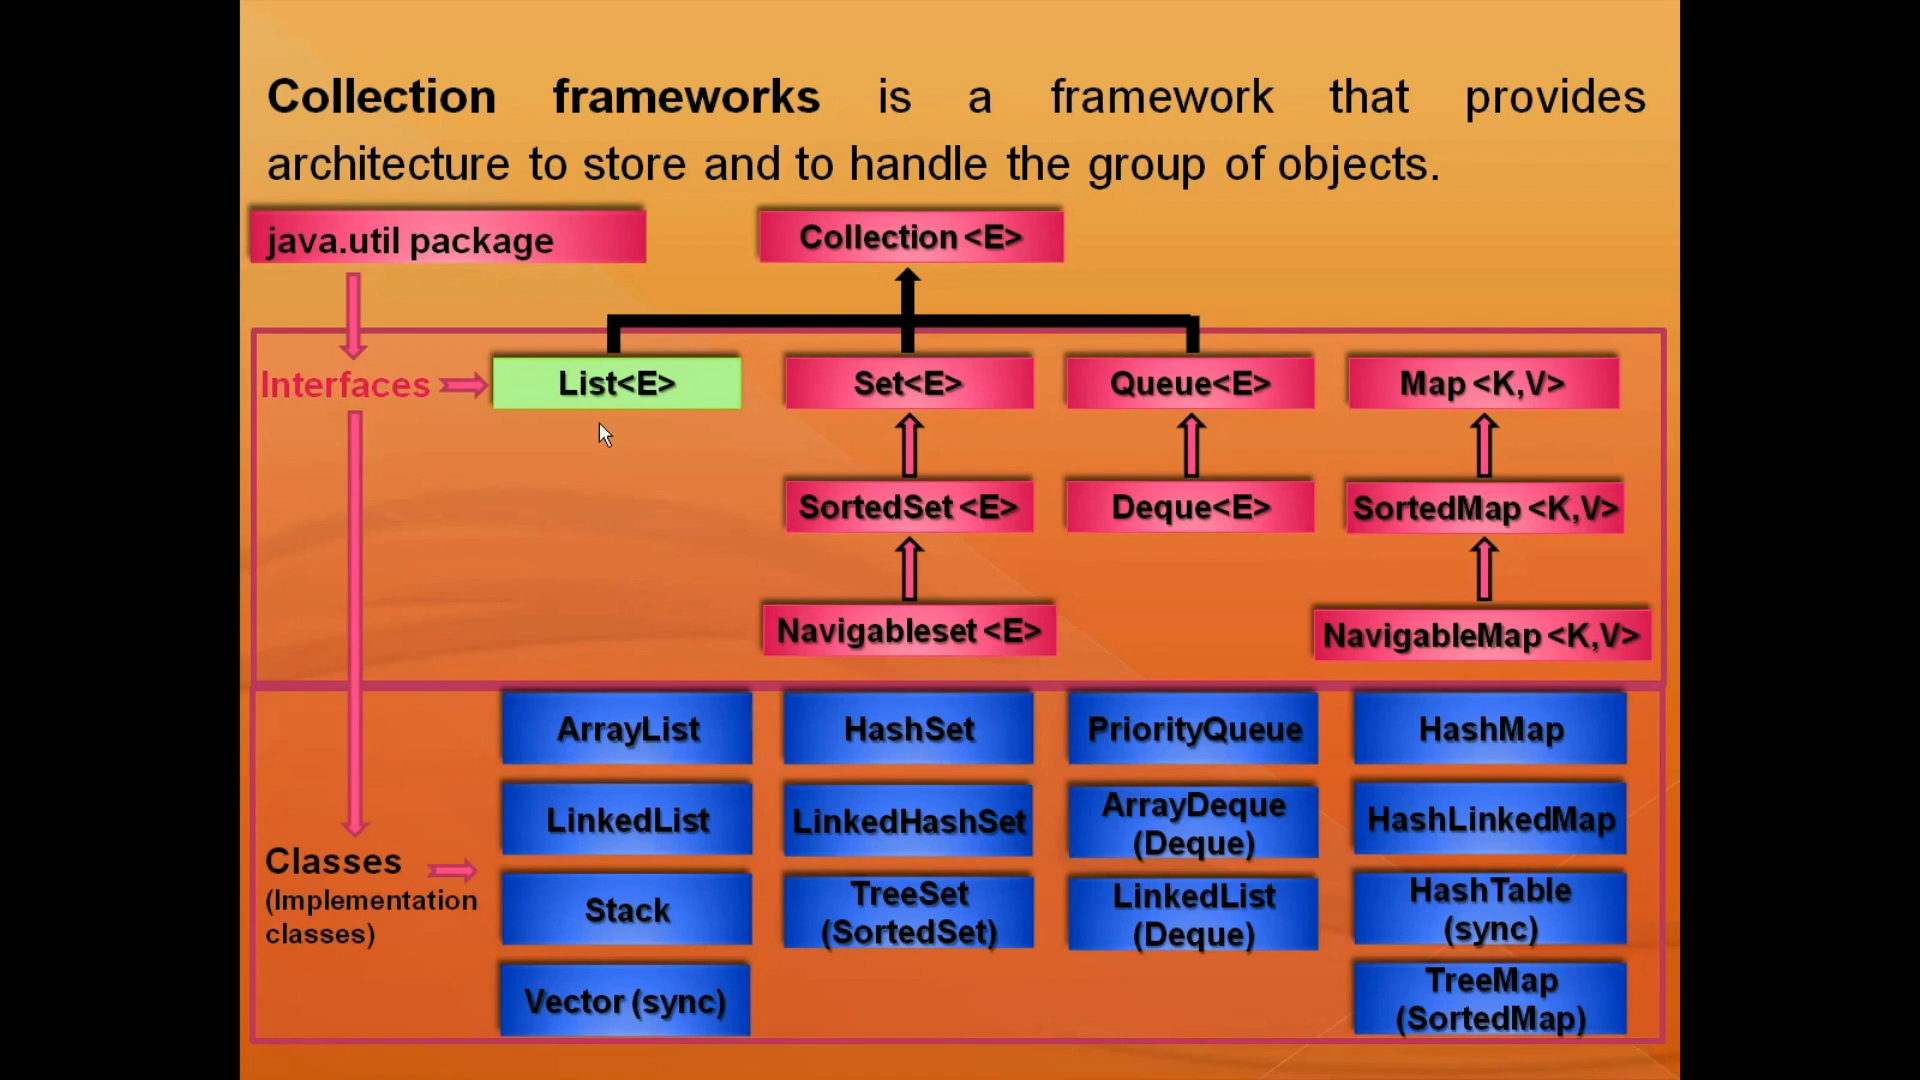 Collection frameworks is a framework that provides
architecture to store and to handle the group of objects.
java.util package
Collection <E>
Interfaces
List<E>
Set<E>
Queue<E>
Map <K,V>
SortedSet <E>
Deque<E>
SortedMap <K,V>
Navigableset <E>
NavigableMap <K,V>
Classes
(Implementation
classes)
ArrayList
HashSet
PriorityQueue
HashMap
LinkedList
LinkedHashSet
ArrayDeque
(Deque)
HashLinkedMap
Stack
TreeSet
(SortedSet)
LinkedList
(Deque)
HashTable
(sync)
Vector (sync)
TreeMap
(SortedMap)